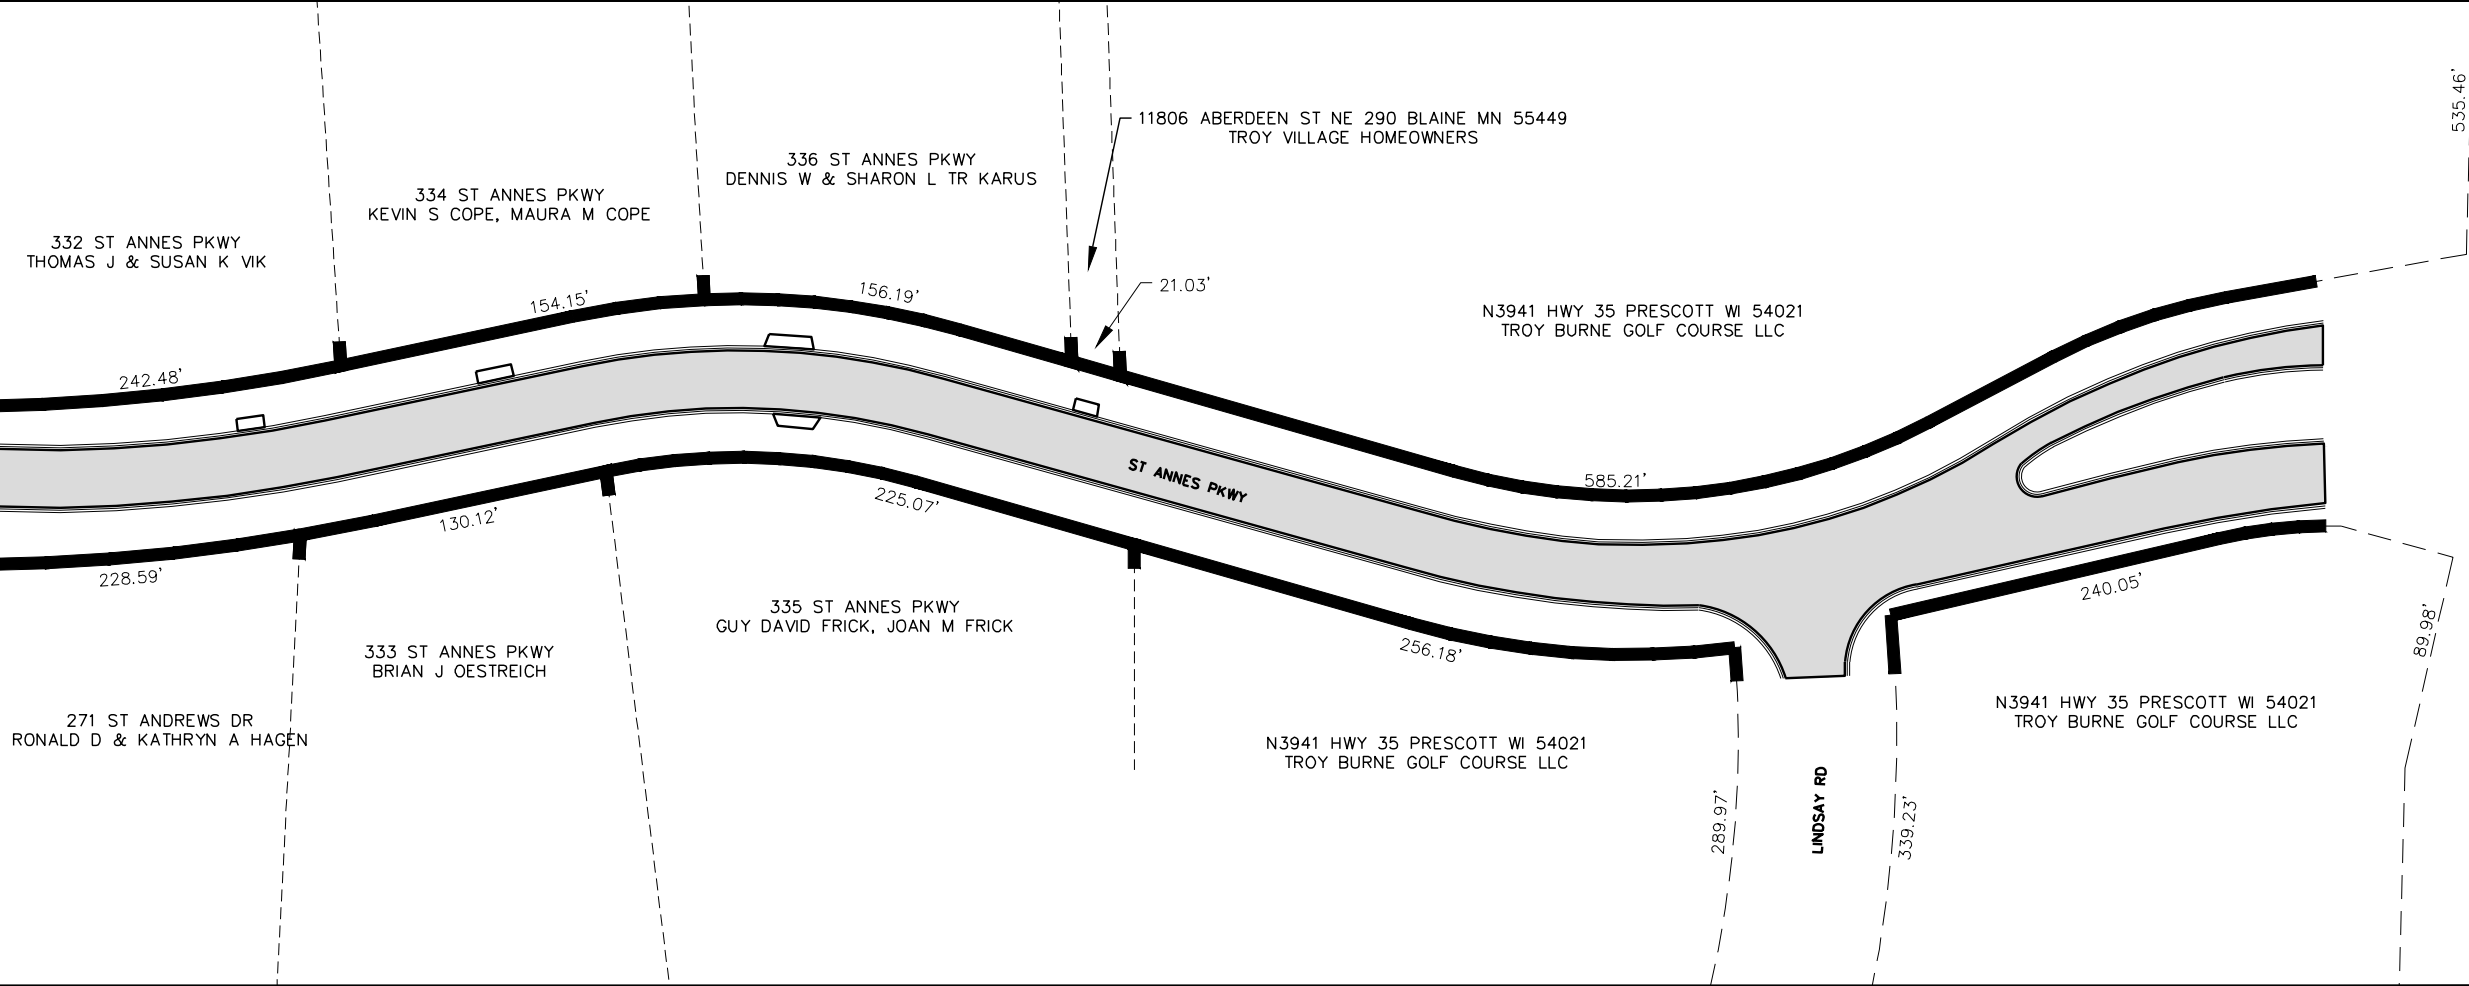 535.46'
11806 ABERDEEN ST NE 290 BLAINE MN 55449
TROY VILLAGE HOMEOWNERS
336 ST ANNES PKWY
DENNIS W & SHARON L TR KARUS
334 ST ANNES PKWY
KEVIN S COPE, MAURA M COPE
332 ST ANNES PKWY
THOMAS J & SUSAN K VIK
21.03'
156.19'
154.15'
N3941 HWY 35 PRESCOTT WI 54021
TROY BURNE GOLF COURSE LLC
242.48'
ST ANNES PKWY
585.21'
225.07'
130.12'
228.59'
240.05'
335 ST ANNES PKWY
GUY DAVID FRICK, JOAN M FRICK
89.98'
256.18'
333 ST ANNES PKWY
BRIAN J OESTREICH
N3941 HWY 35 PRESCOTT WI 54021
TROY BURNE GOLF COURSE LLC
271 ST ANDREWS DR
RONALD D & KATHRYN A HAGEN
N3941 HWY 35 PRESCOTT WI 54021
TROY BURNE GOLF COURSE LLC
289.97'
LINDSAY RD
339.23'